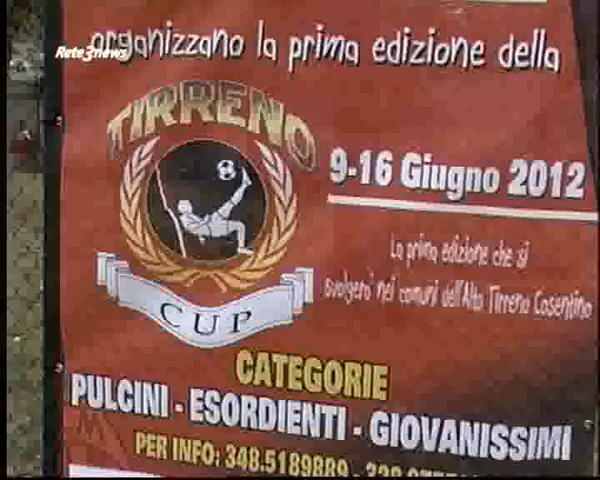 organizzano la prima edizione della
Rete3news
TIRRENO
CUP
9-16 Giugno 2012
La prima edizione che si
svolgerà nei comuni dell'Alto Tirreno Cosentino
CATEGORIE
PULCINI - ESORDIENTI - GIOVANISSIMI
PER INFO: 348.5189889 -